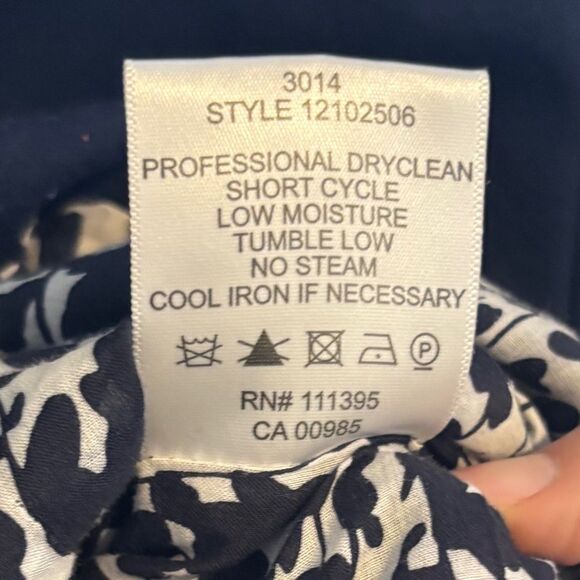 3014
STYLE 12102506
PROFESSIONAL DRYCLEAN
SHORT CYCLE
LOW MOISTURE
TUMBLE LOW
NO STEAM
COOL IRON IF NECESSARY
P
RN# 111395
CA 00985